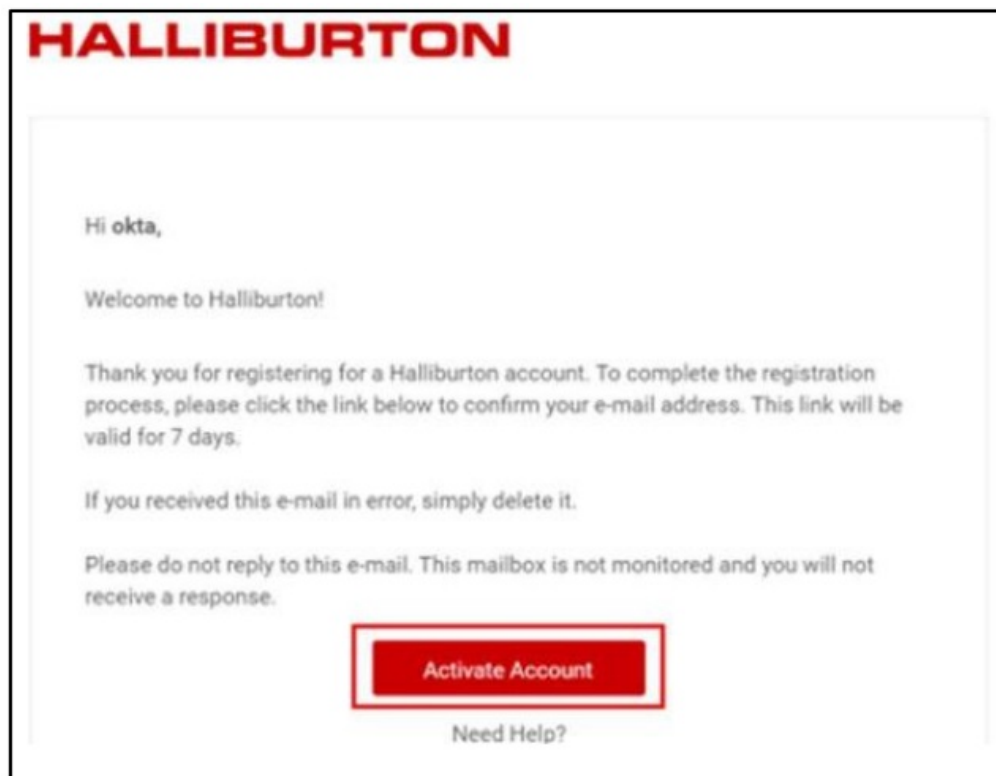 HALLIBURTON
Hi okta,
Welcome to Halliburton!
Thank you for registering for a Halliburton account. To complete the registration
process, please click the link below to confirm your e-mail address. This link will be
valid for 7 days.
If you received this e-mail in error, simply delete it.
Please do not reply to this e-mail. This mailbox is not monitored and you will not
receive a response.
Activate Account
Need Help?